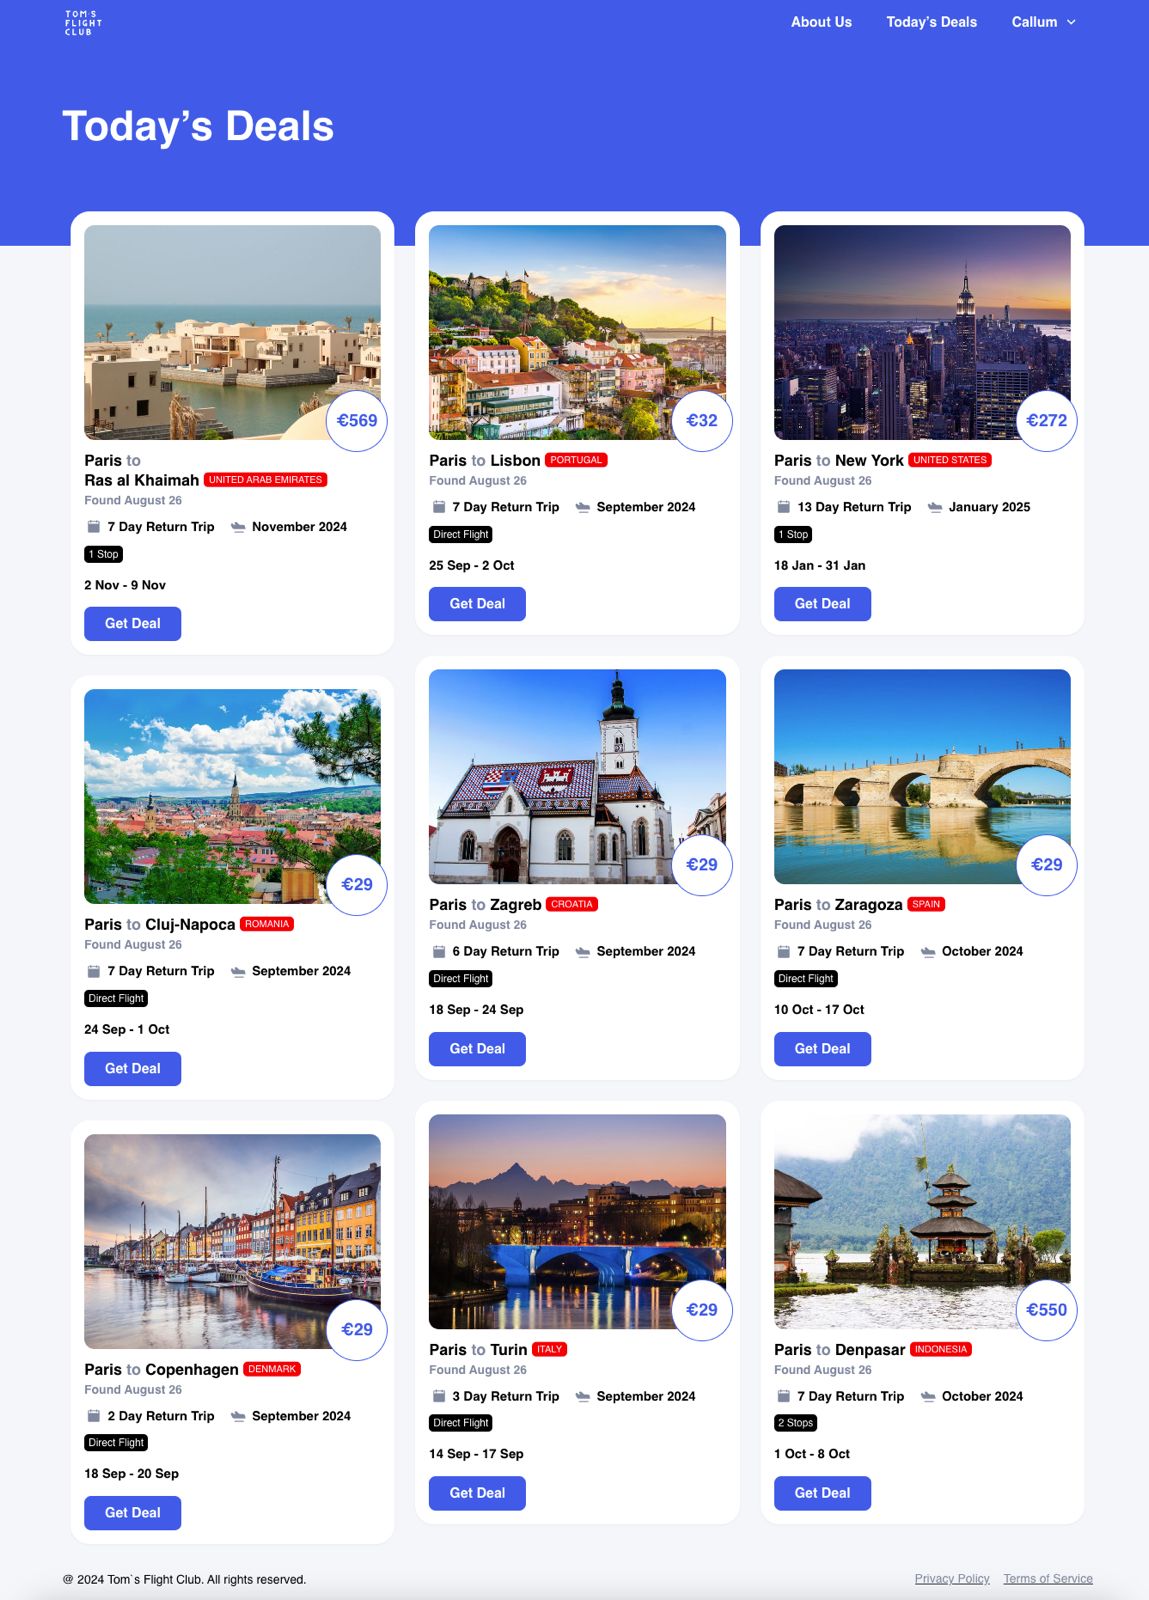 TOM'S
FLIGHT
CLUB
About Us
Today's Deals
Callum
Today's Deals
€569
Paris to
Ras al Khaimah UNITED ARAB EMIRATES
Found August 26
7 Day Return Trip November 2024
1 Stop
2 Nov - 9 Nov
Get Deal
€32
Paris to Lisbon PORTUGAL
Found August 26
7 Day Return Trip September 2024
Direct Flight
25 Sep - 2 Oct
Get Deal
€272
Paris to New York UNITED STATES
Found August 26
13 Day Return Trip January 2025
1 Stop
18 Jan - 31 Jan
Get Deal
€29
Paris to Cluj-Napoca ROMANIA
Found August 26
7 Day Return Trip September 2024
Direct Flight
24 Sep - 1 Oct
Get Deal
€29
Paris to Zagreb CROATIA
Found August 26
6 Day Return Trip September 2024
Direct Flight
18 Sep - 24 Sep
Get Deal
€29
Paris to Zaragoza SPAIN
Found August 26
7 Day Return Trip October 2024
Direct Flight
10 Oct - 17 Oct
Get Deal
€29
Paris to Copenhagen DENMARK
Found August 26
2 Day Return Trip September 2024
Direct Flight
18 Sep - 20 Sep
Get Deal
€29
Paris to Turin ITALY
Found August 26
3 Day Return Trip September 2024
Direct Flight
14 Sep - 17 Sep
Get Deal
€550
Paris to Denpasar INDONESIA
Found August 26
7 Day Return Trip October 2024
2 Stops
1 Oct - 8 Oct
Get Deal
@ 2024 Tom`s Flight Club. All rights reserved.
Privacy Policy
Terms of Service